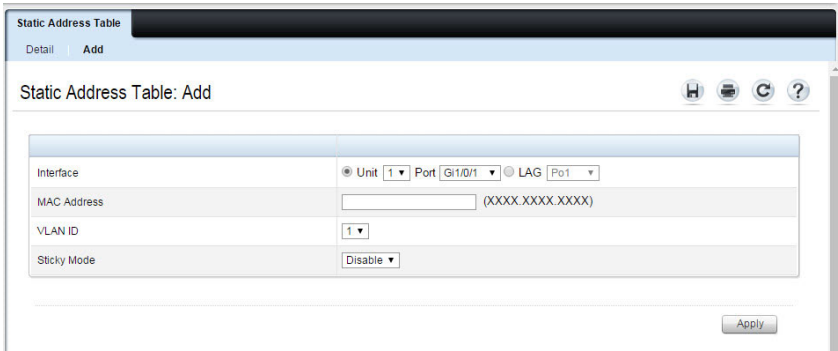 Static Address Table
Detail Add
Static Address Table: Add
?
Interface Unit 1 Port Gi1/0/1 LAG Po1
MAC Address (XXXX.XXXX.XXXX)
VLAN ID 1
Sticky Mode Disable
Apply